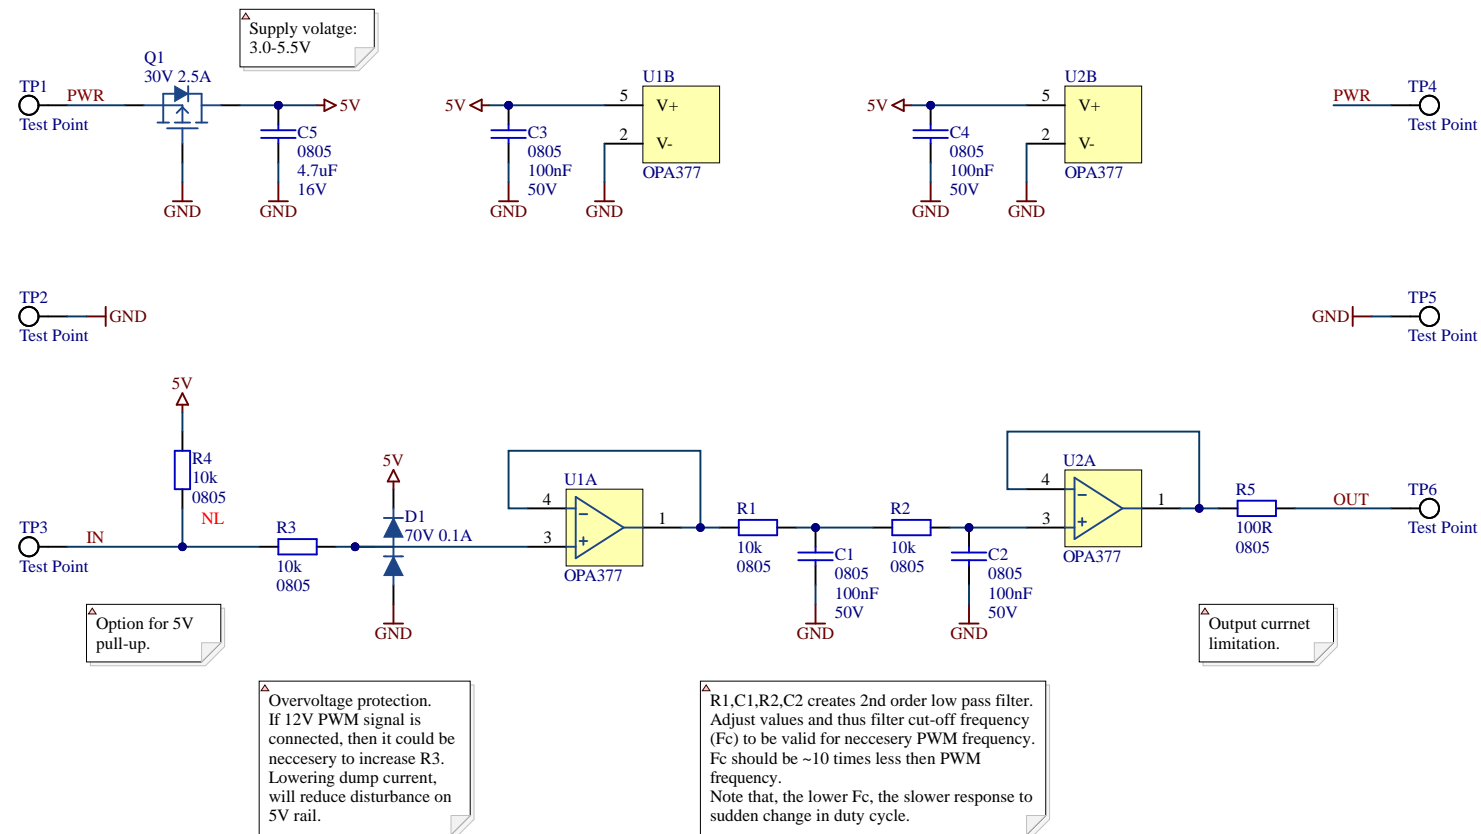 Supply volatge:
3.0-5.5V
Q1
30V 2.5A
TP1
PWR
Test Point
5V
C5
0805
4.7uF
16V
GND
GND
U1B
5V
5
V+
2
V-
C3
0805
100nF
50V
OPA377
GND
GND
U2B
5V
5
V+
2
V-
C4
0805
100nF
50V
OPA377
GND
GND
PWR
TP4
Test Point
TP2
GND
Test Point
TP5
GND
Test Point
5V
R4
10k
0805
NL
TP3
IN
Test Point
R3
10k
0805
5V
D1
70V 0.1A
GND
U1A
4
3
1
OPA377
R1
10k
0805
C1
0805
100nF
50V
GND
R2
10k
0805
C2
0805
100nF
50V
GND
U2A
4
3
1
OPA377
R5
100R
0805
OUT
TP6
Test Point
Option for 5V
pull-up.
Output currnet
limitation.
Overvoltage protection.
If 12V PWM signal is
connected, then it could be
neccesery to increase R3.
Lowering dump current,
will reduce disturbance on
5V rail.
R1,C1,R2,C2 creates 2nd order low pass filter.
Adjust values and thus filter cut-off frequency
(Fc) to be valid for neccesery PWM frequency.
Fc should be ~10 times less then PWM
frequency.
Note that, the lower Fc, the slower response to
sudden change in duty cycle.